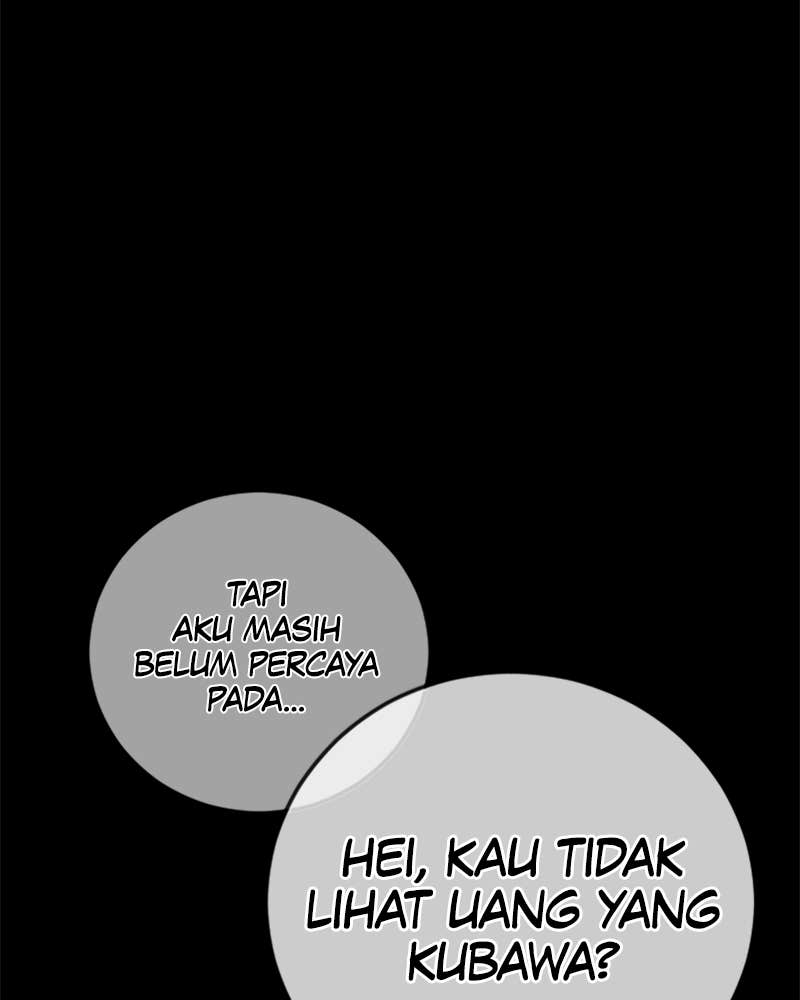 TAPI
AKU MASIH
BELUM PERCAYA
PADA...
HEI, KAU TIDAK
LIHAT UANG YANG
KUBAWA?